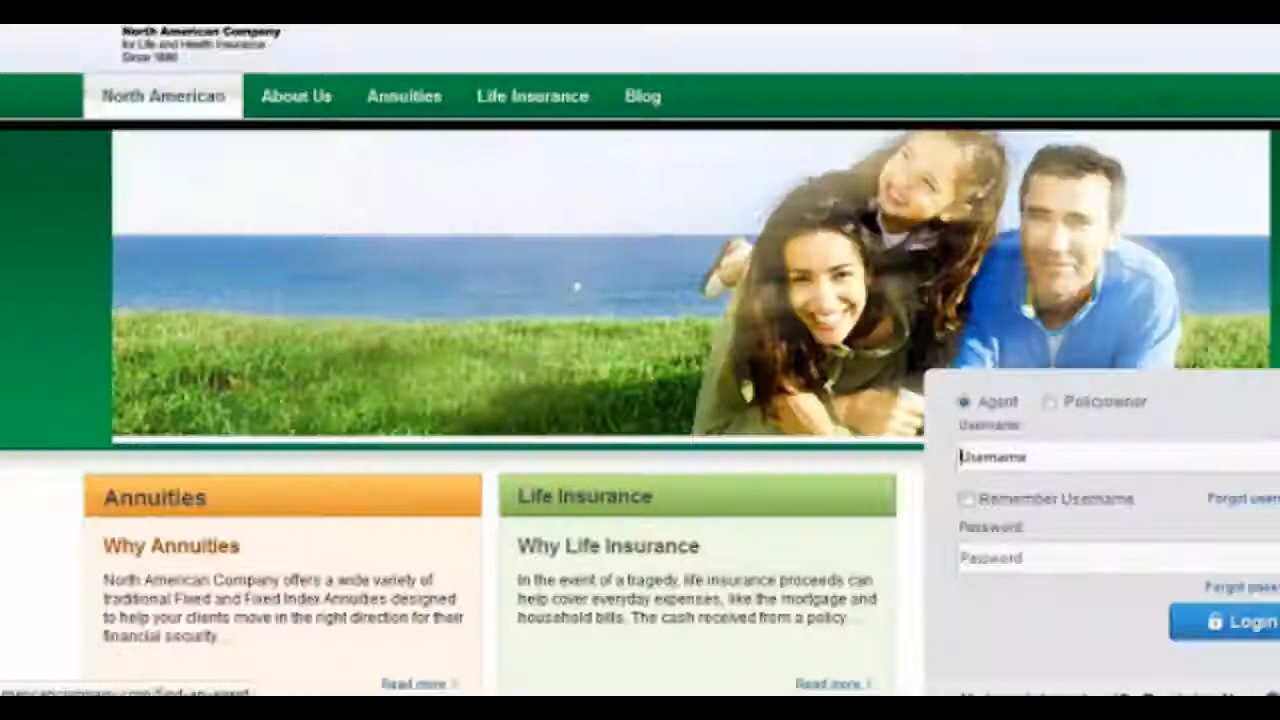 North American Company
for Life and Health Insurance
Since 1886
North American
About Us
Annuities
Life Insurance
Blog
Agent
Policyowner
Username
Username
Remember Username
Forgot
Password
Password
Forgot
Login
Annuities
Why Annuities
North American Company offers a wide variety of
traditional Fixed and Fixed Index Annuities designed
to help your clients move in the right direction for their
financial security...
Read more
Life Insurance
Why Life Insurance
In the event of a tragedy, life insurance proceeds can
help cover everyday expenses, like the mortgage and
household bills. The cash received from a policy...
Read more